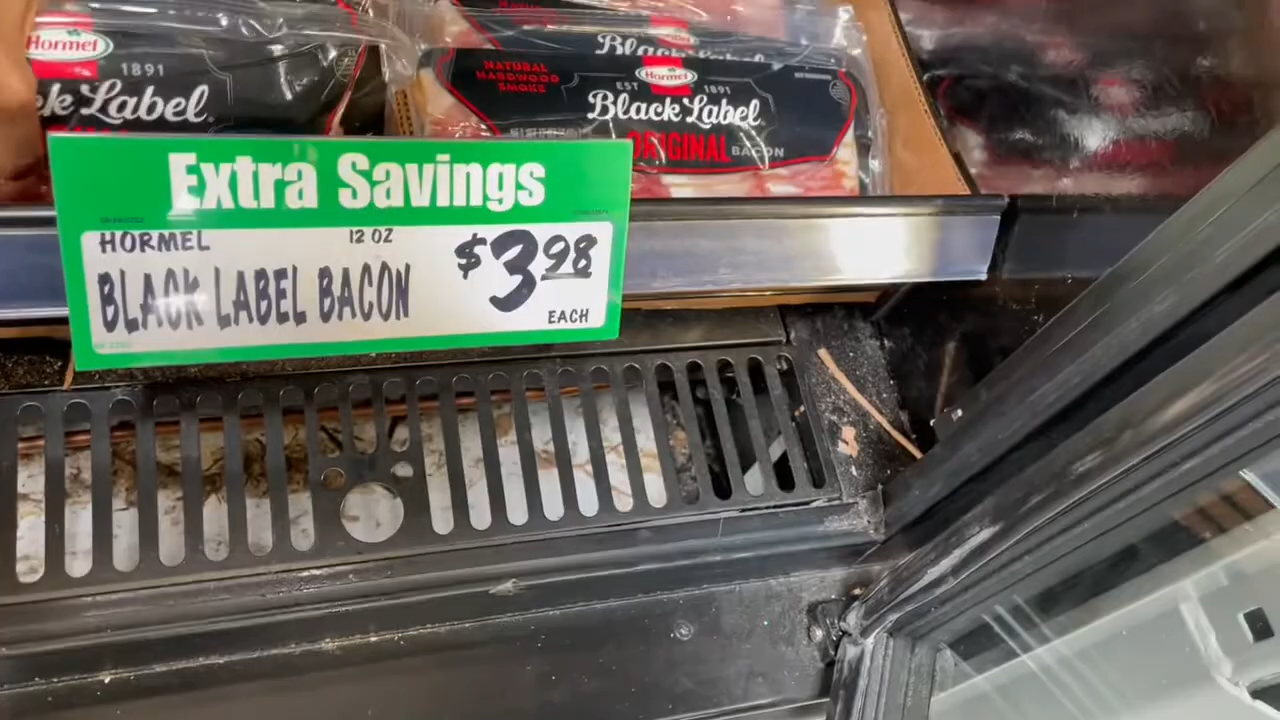 Hormel
1891
ck Label
NATURAL
HARDWOOD
SMOKE
Black Label
Hormel
EST 1891
Black Label
ORIGINAL BACON
Extra Savings
HORMEL 12 OZ
BLACK LABEL BACON
$3.98
EACH